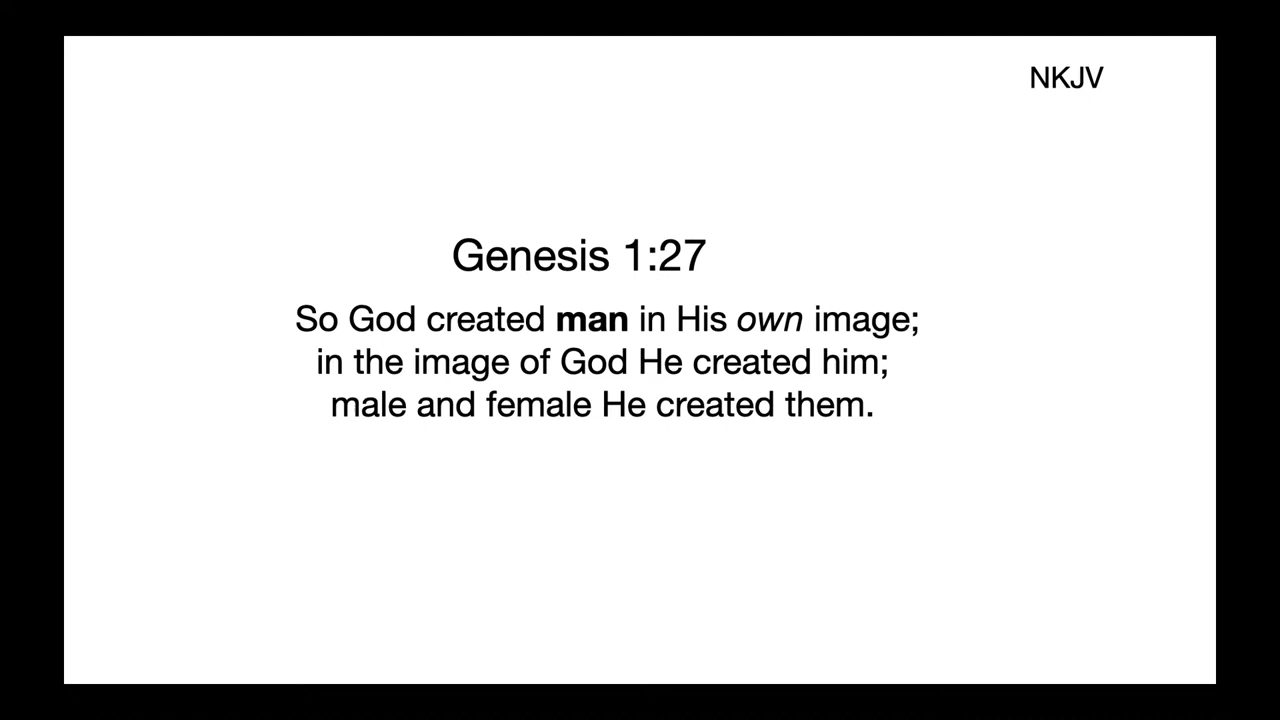 NKJV
Genesis 1:27
So God created man in His own image;
in the image of God He created him;
male and female He created them.